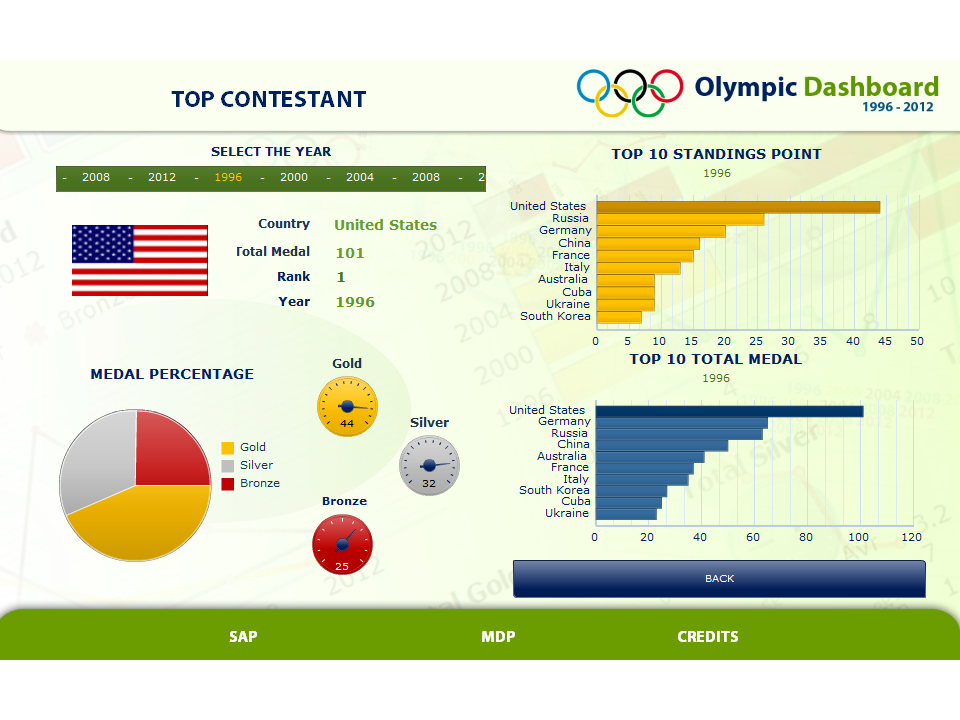 TOP CONTESTANT
Olympic Dashboard
1996 - 2012
SELECT THE YEAR
- 2008 - 2012 - 1996 - 2000 - 2004 - 2008 - 2
Country United States
Total Medal 101
Rank 1
Year 1996
MEDAL PERCENTAGE
Gold
Silver
Bronze
Gold
44
Silver
32
Bronze
25
TOP 10 STANDINGS POINT
1996
United States
Russia
Germany
China
France
Italy
Australia
Cuba
Ukraine
South Korea
0 5 10 15 20 25 30 35 40 45 50
TOP 10 TOTAL MEDAL
1996
United States
Germany
Russia
China
Australia
France
Italy
South Korea
Cuba
Ukraine
0 20 40 60 80 100 120
BACK
SAP MDP CREDITS